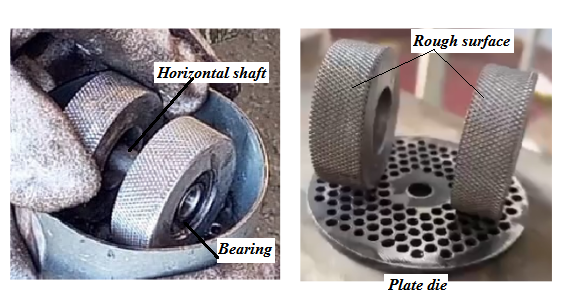 Horizontal shaft
Bearing
Rough surface
Plate die